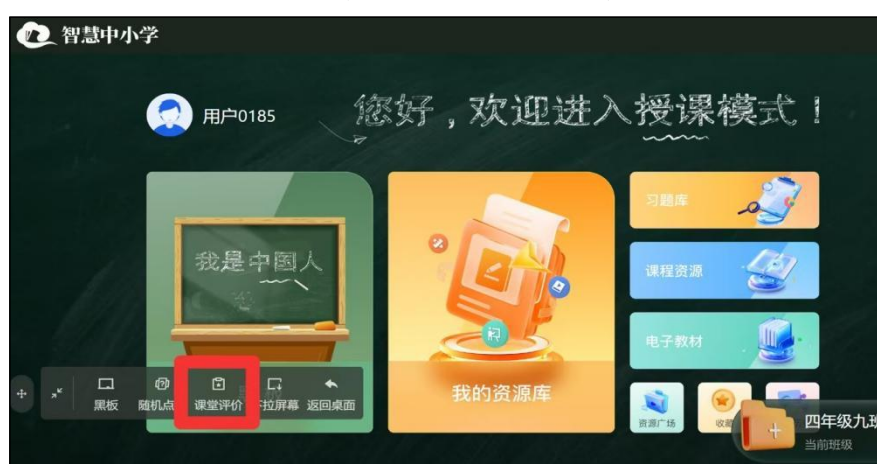 智慧中小学
用户0185
您好，欢迎进入授课模式！
我是中国人
习题库
课程资源
电子教材
我的资源库
黑板
随机点
课堂评价
下拉屏幕
返回桌面
资源广场
收藏
四年级九班
当前班级